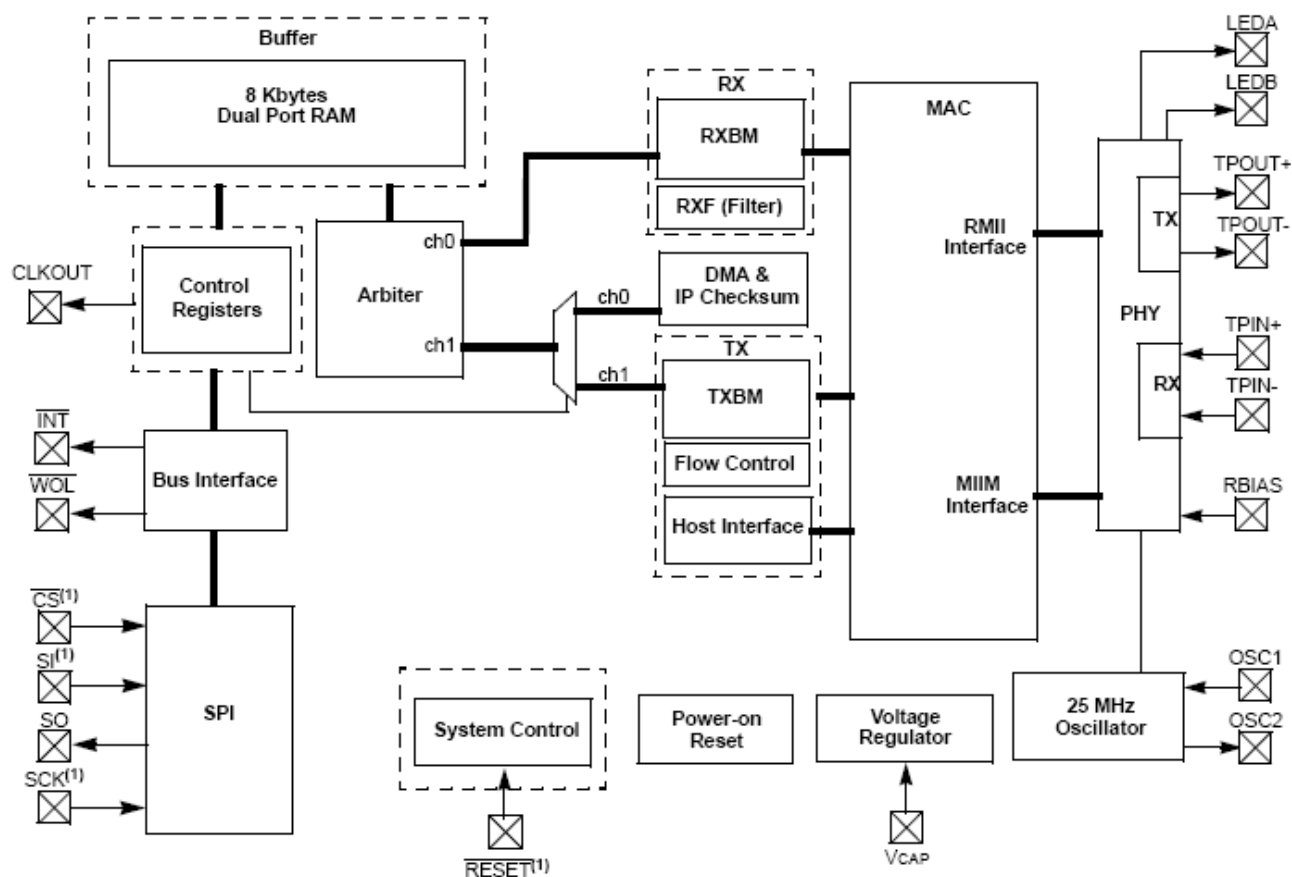 Buffer
8 Kbytes
Dual Port RAM
LEDA
LEDB
RX
RXBM
RXF (Filter)
MAC
TPOUT+
TX
TPOUT-
ch0
RMII
Interface
CLKOUT
Control
Registers
Arbiter
ch1
ch0
DMA &
IP Checksum
PHY
TPIN+
RX
TPIN-
TX
ch1
TXBM
Flow Control
Host Interface
INT
WOL
Bus Interface
MIIM
Interface
RBIAS
CS(1)
SI(1)
SO
SCK(1)
SPI
System Control
RESET(1)
Power-on
Reset
Voltage
Regulator
VCAP
25 MHz
Oscillator
OSC1
OSC2